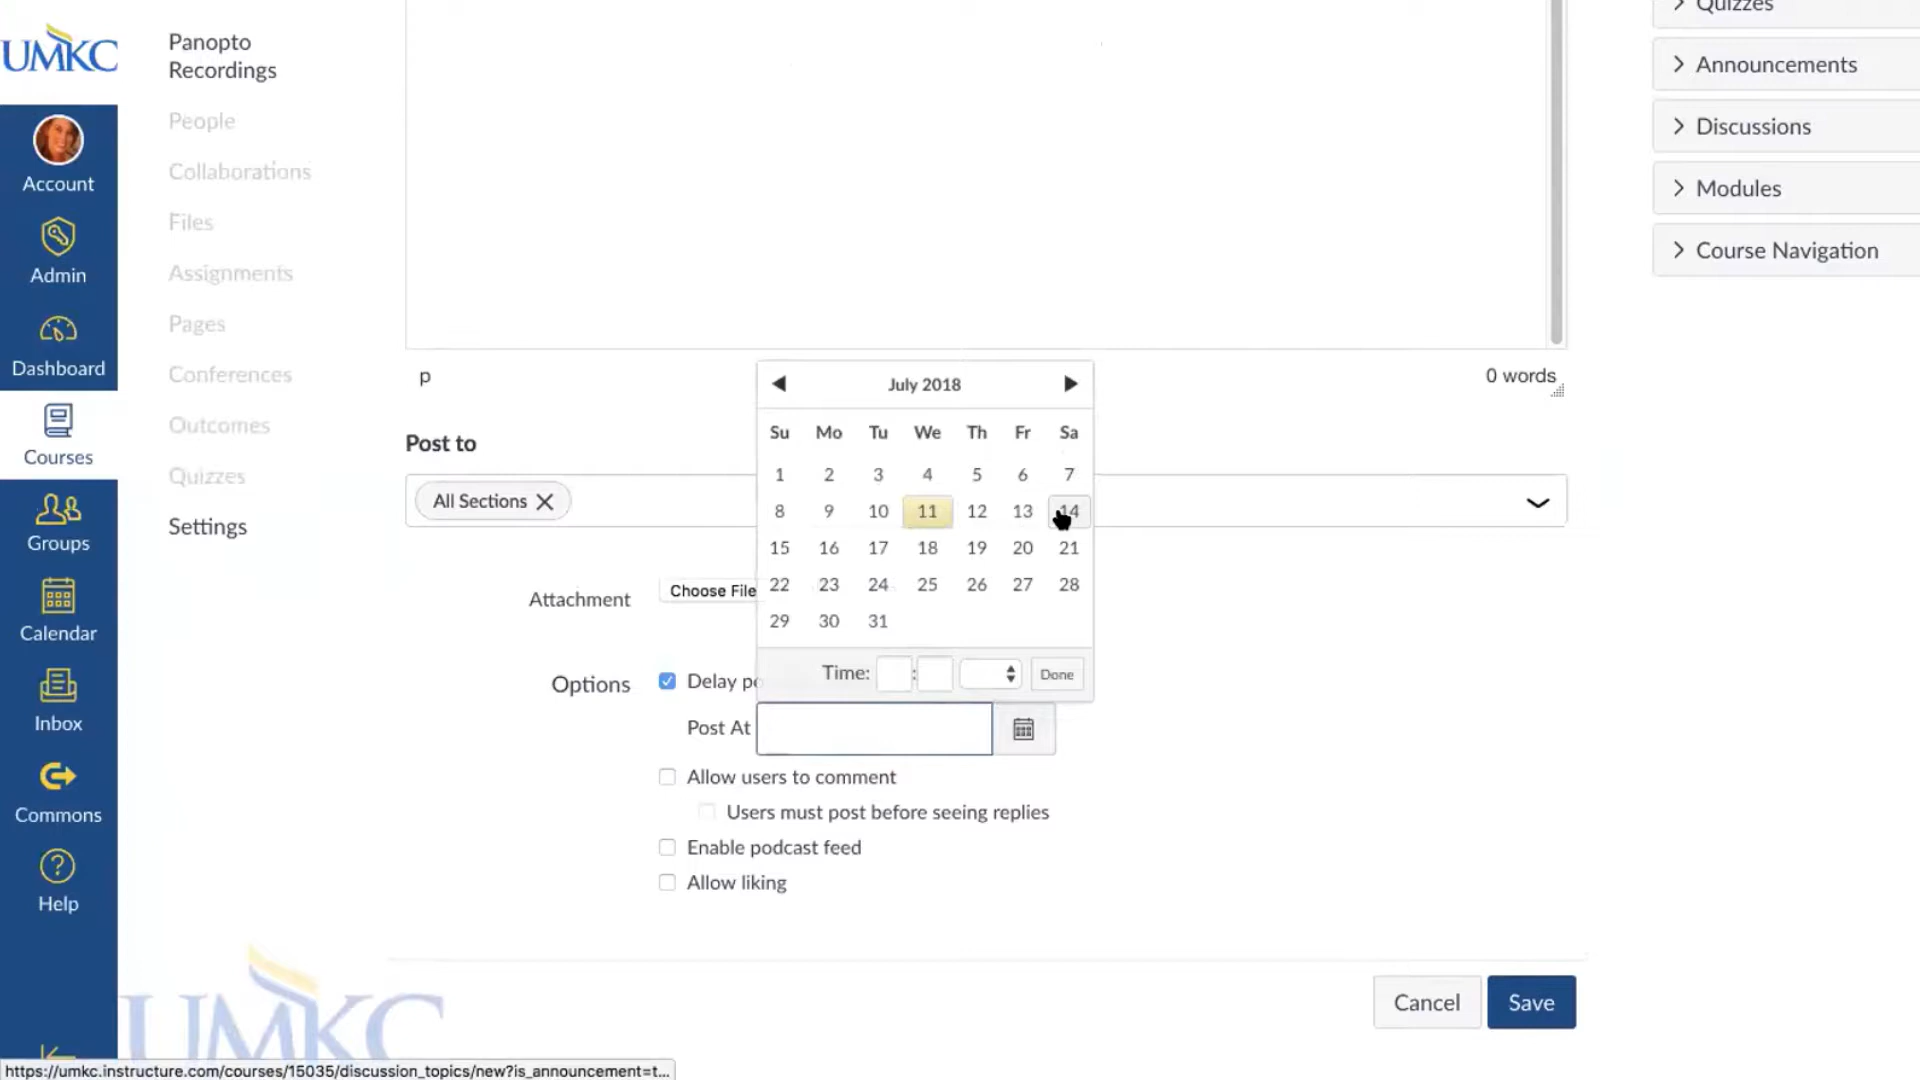 UMKC
Account
Admin
Dashboard
Courses
Groups
Calendar
Inbox
Commons
Help
Panopto
Recordings
People
Collaborations
Files
Assignments
Pages
Conferences
Outcomes
Quizzes
Settings
p
0 words
Post to
All Sections
Attachment
Choose File
Options
Delay po
Post At
Allow users to comment
Users must post before seeing replies
Enable podcast feed
Allow liking
July 2018
Su Mo Tu We Th Fr Sa
1 2 3 4 5 6 7
8 9 10 11 12 13 14
15 16 17 18 19 20 21
22 23 24 25 26 27 28
29 30 31
Time: :
Done
Cancel
Save
Quizzes
Announcements
Discussions
Modules
Course Navigation
UMKC
https://umkc.instructure.com/courses/15035/discussion_topics/new?is_announcement=t...